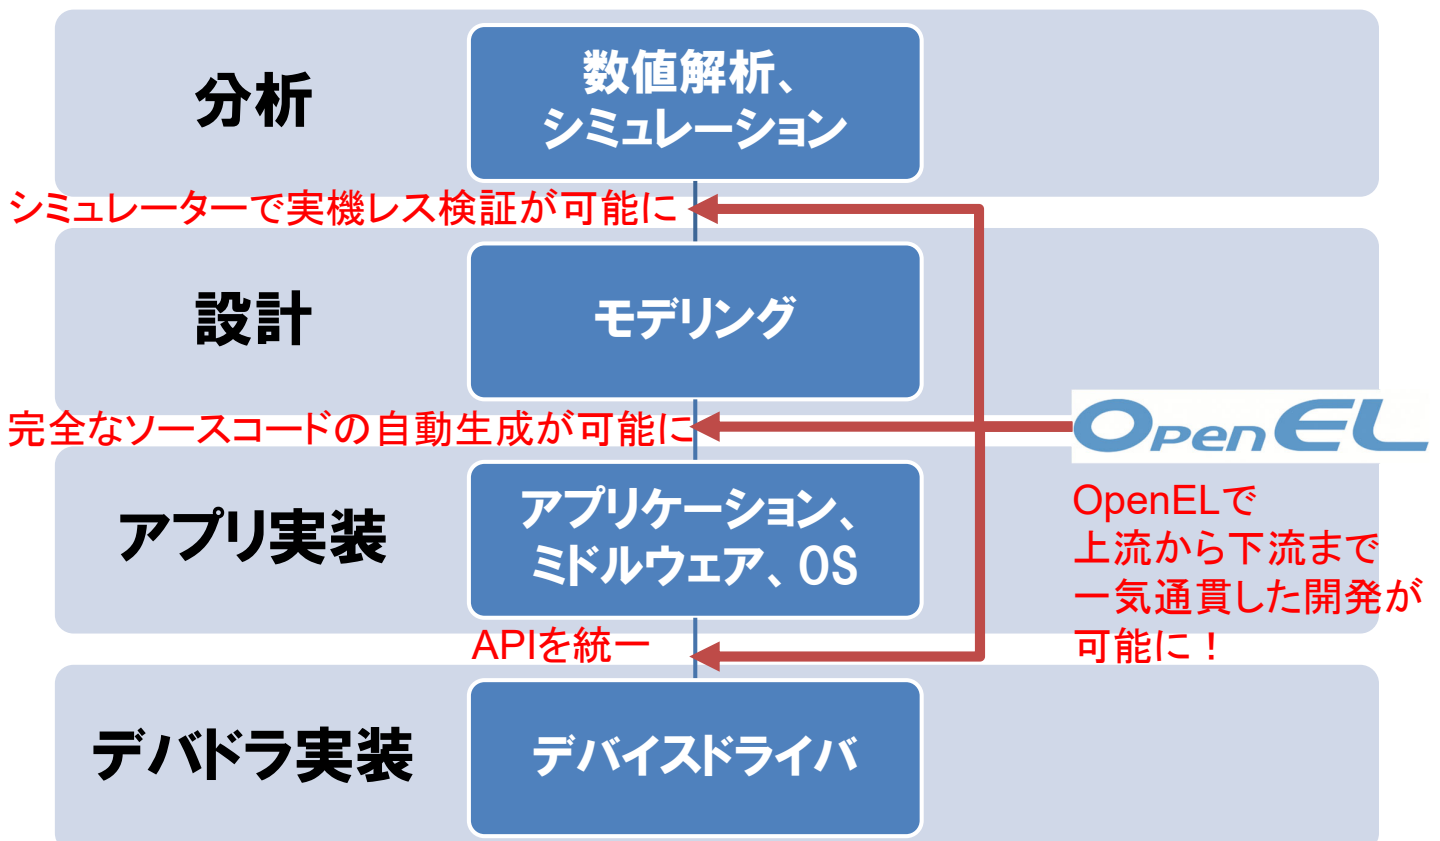 分析
数値解析、
シミュレーション
シミュレーターで実機レス検証が可能に
設計
モデリング
完全なソースコードの自動生成が可能に
OpenEL
アプリ実装
アプリケーション、
ミドルウェア、OS
OpenELで
上流から下流まで
一気通貫した開発が
可能に！
APIを統一
デバドラ実装
デバイスドライバ